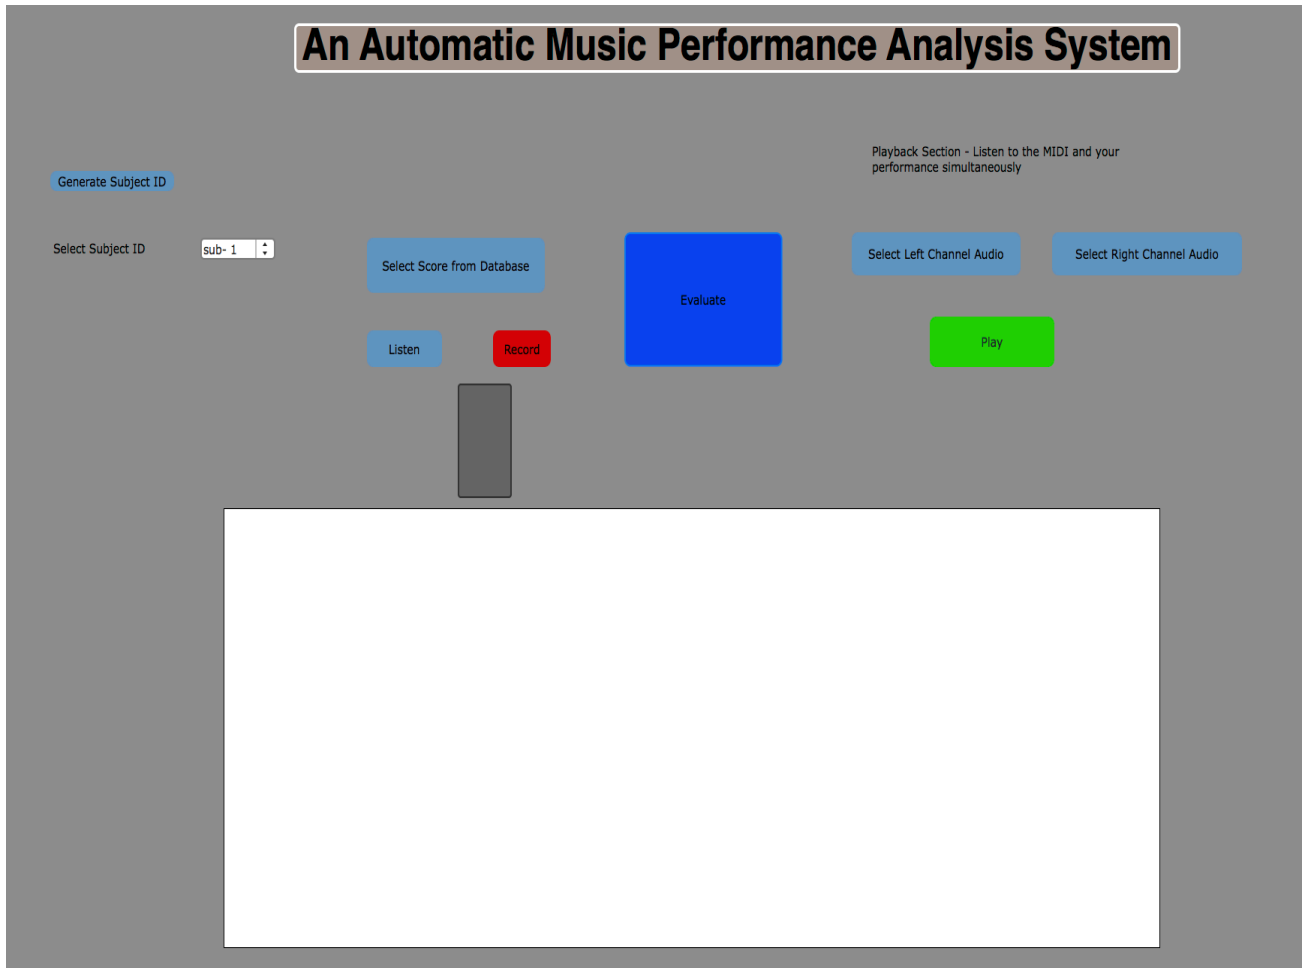 An Automatic Music Performance Analysis System
Playback Section - Listen to the MIDI and your
performance simultaneously
Generate Subject ID
Select Subject ID
sub- 1
Select Score from Database
Evaluate
Select Left Channel Audio
Select Right Channel Audio
Listen
Record
Play